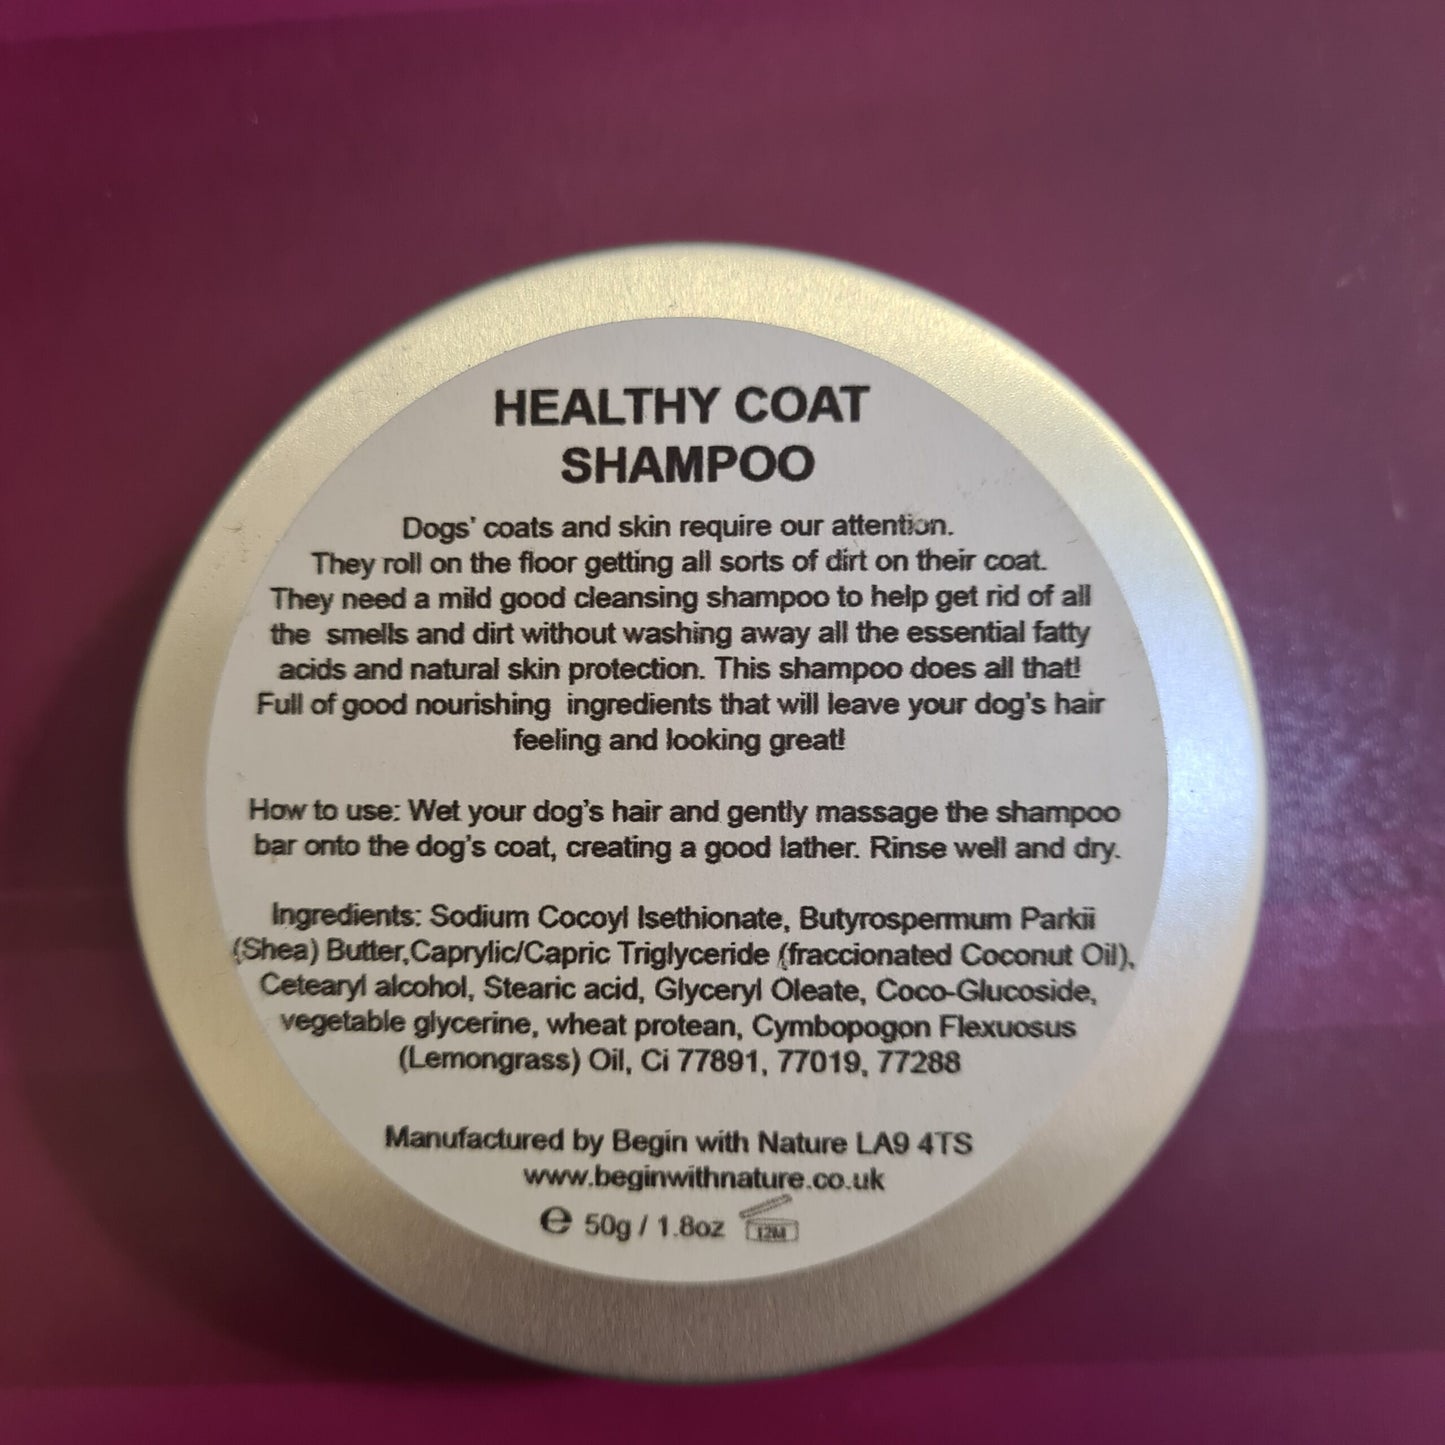 HEALTHY COAT
SHAMPOO
Dogs' coats and skin require our attention.
They roll on the floor getting all sorts of dirt on their coat.
They need a mild good cleansing shampoo to help get rid of all
the smells and dirt without washing away all the essential fatty
acids and natural skin protection. This shampoo does all that!
Full of good nourishing ingredients that will leave your dog's hair
feeling and looking great!
How to use: Wet your dog's hair and gently massage the shampoo
bar onto the dog's coat, creating a good lather. Rinse well and dry.
Ingredients: Sodium Cocoyl Isethionate, Butyrospermum Parkii
(Shea) Butter,Caprylic/Capric Triglyceride (fraccionated Coconut Oil),
Cetearyl alcohol, Stearic acid, Glyceryl Oleate, Coco-Glucoside,
vegetable glycerine, wheat protean, Cymbopogon Flexuosus
(Lemongrass) Oil, Ci 77891, 77019, 77288
Manufactured by Begin with Nature LA9 4TS
www.beginwithnature.co.uk
e 50g / 1.8oz 12M